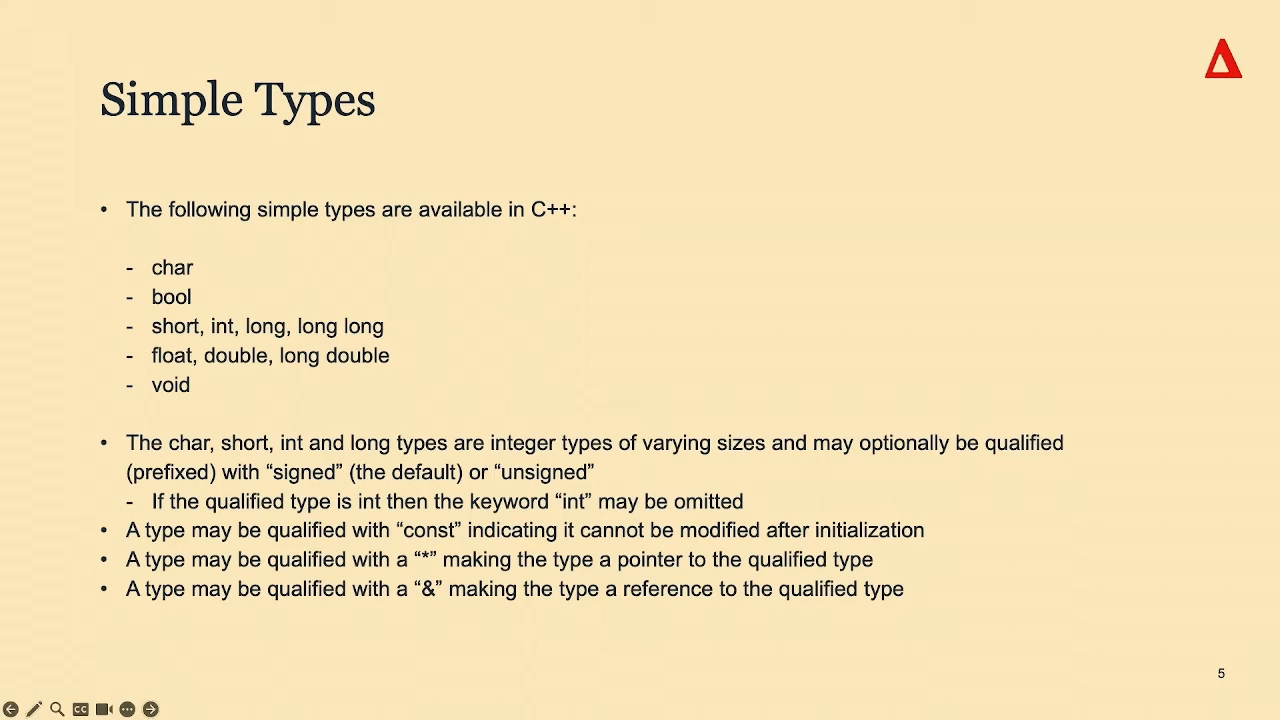 Simple Types
• The following simple types are available in C++:
- char
- bool
- short, int, long, long long
- float, double, long double
- void
• The char, short, int and long types are integer types of varying sizes and may optionally be qualified
(prefixed) with “signed” (the default) or “unsigned”
- If the qualified type is int then the keyword “int” may be omitted
• A type may be qualified with “const” indicating it cannot be modified after initialization
• A type may be qualified with a “*” making the type a pointer to the qualified type
• A type may be qualified with a “&” making the type a reference to the qualified type
5
CC